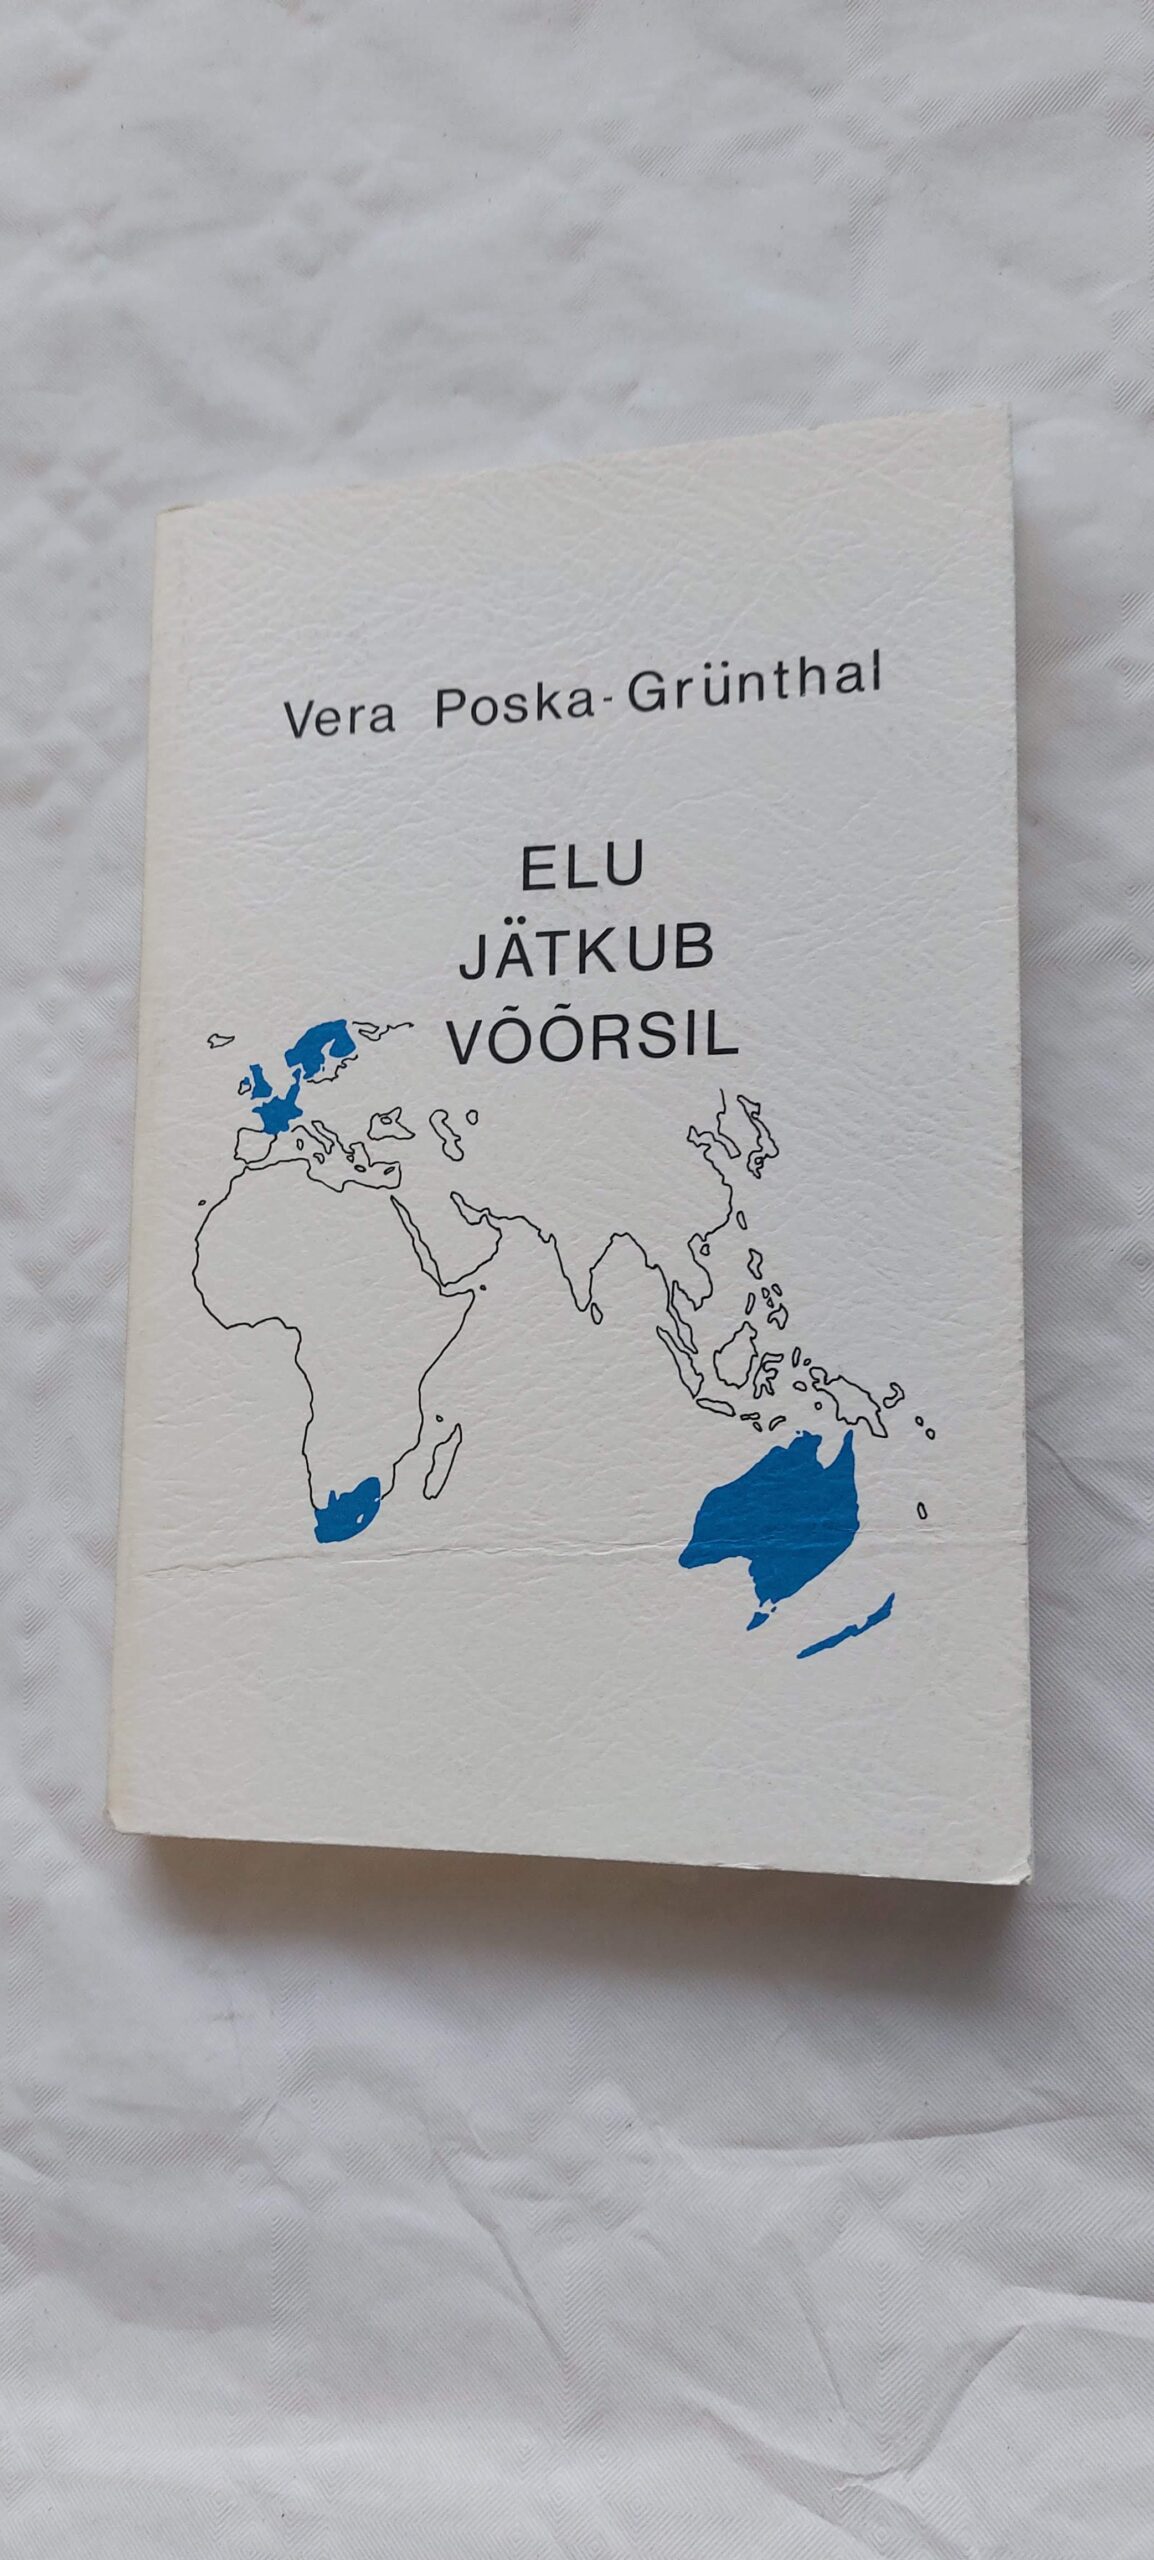 Vera Poska-Grünthal
ELU
JÄTKUB
VÕÕRSIL